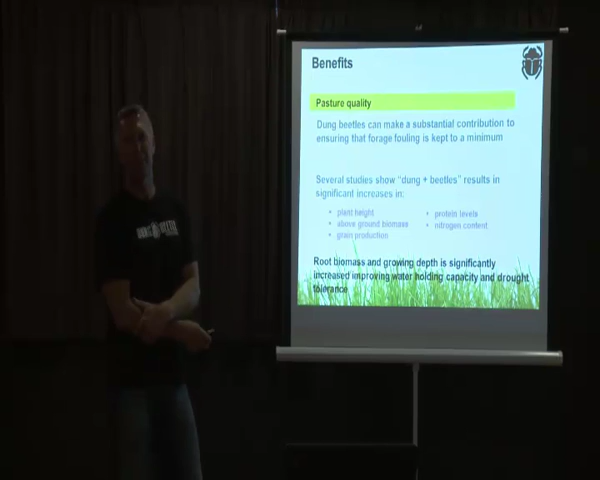 Benefits
Pasture quality
Dung beetles can make a substantial contribution to
ensuring that forage fouling is kept to a minimum
Several studies show "dung + beetles" results in
significant increases in:
• plant height
• above ground biomass
• grain production
• protein levels
• nitrogen content
Root biomass and growing depth is significantly
increased improving water holding capacity and drought
tolerance